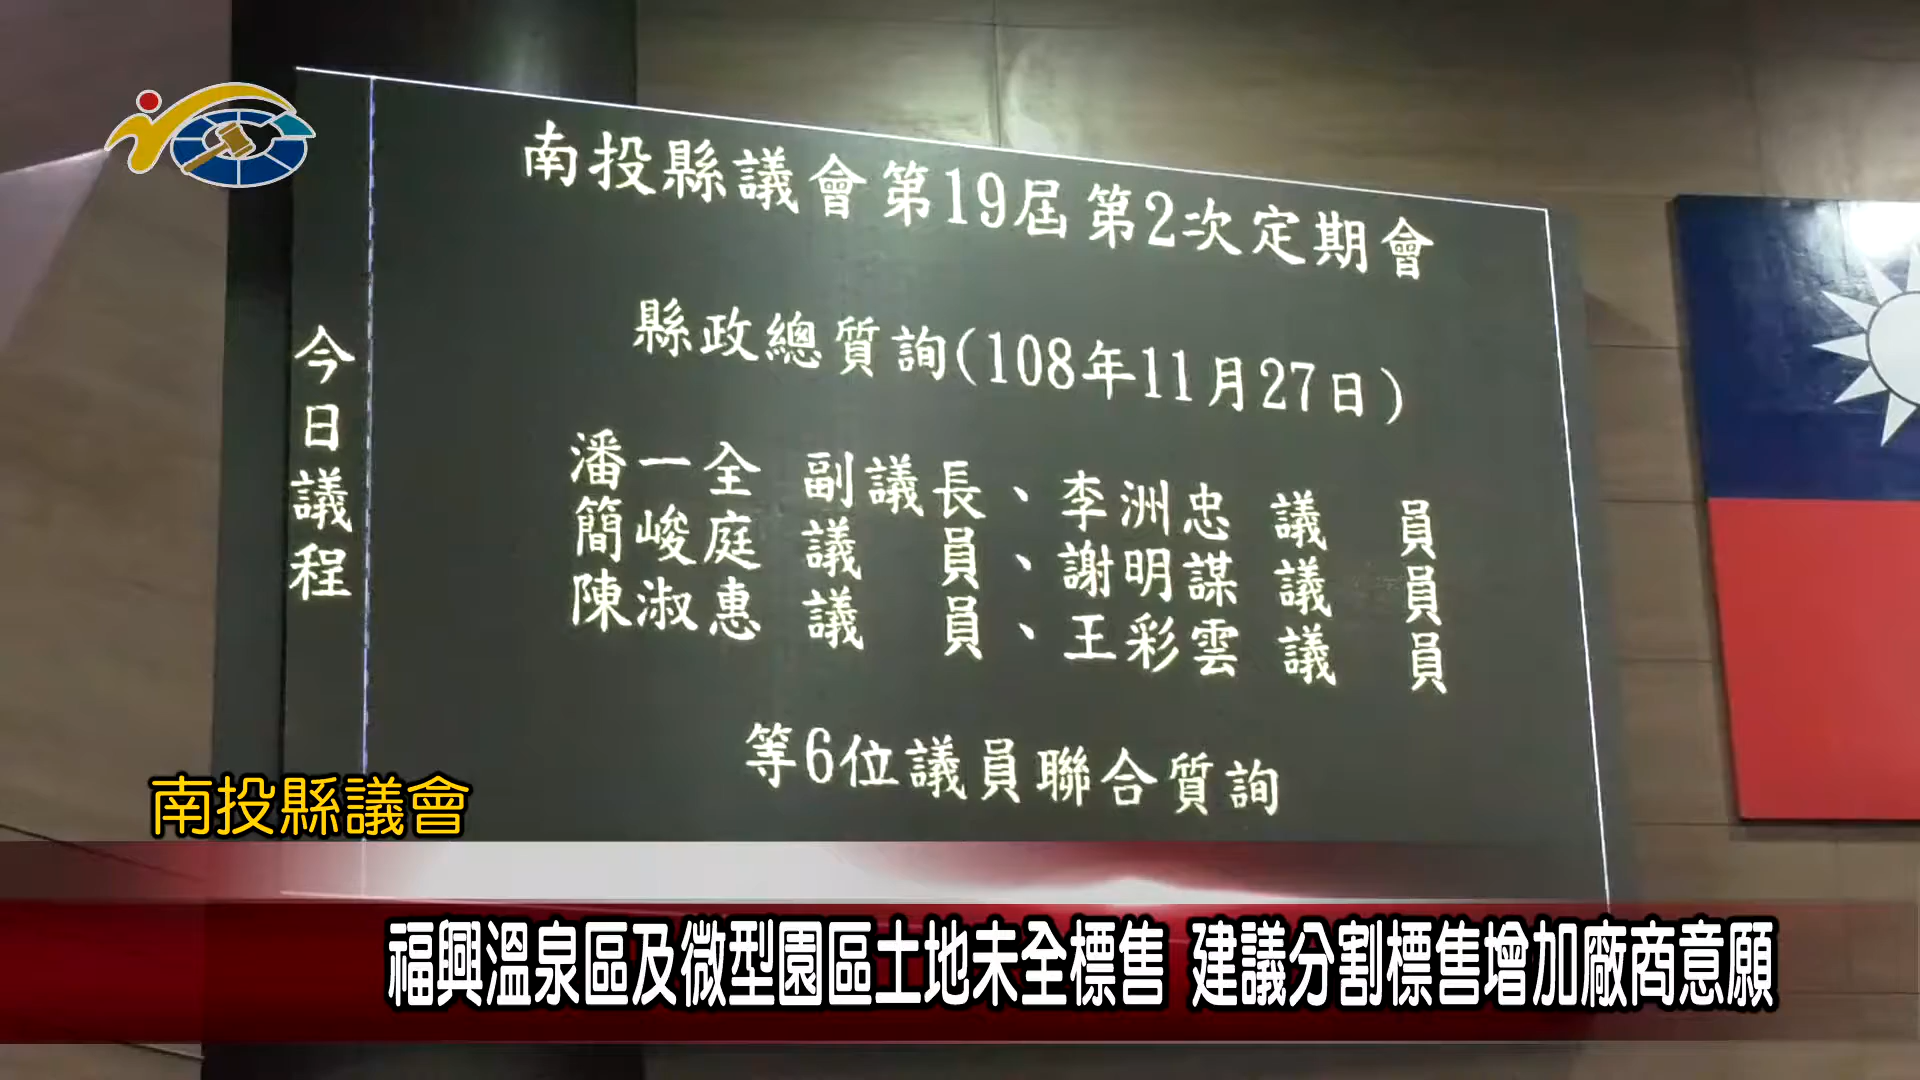 南投縣議會第19屆第2次定期會
縣政總質詢(108年11月27日)
今日議程
潘一全 副議長、李洲忠 議 員
簡峻庭 議 員、謝明謀 議 員
陳淑惠 議 員、王彩雲 議 員
等6位議員聯合質詢
南投縣議會
福興溫泉區及微型園區土地未全標售 建議分割標售增加廠商意願